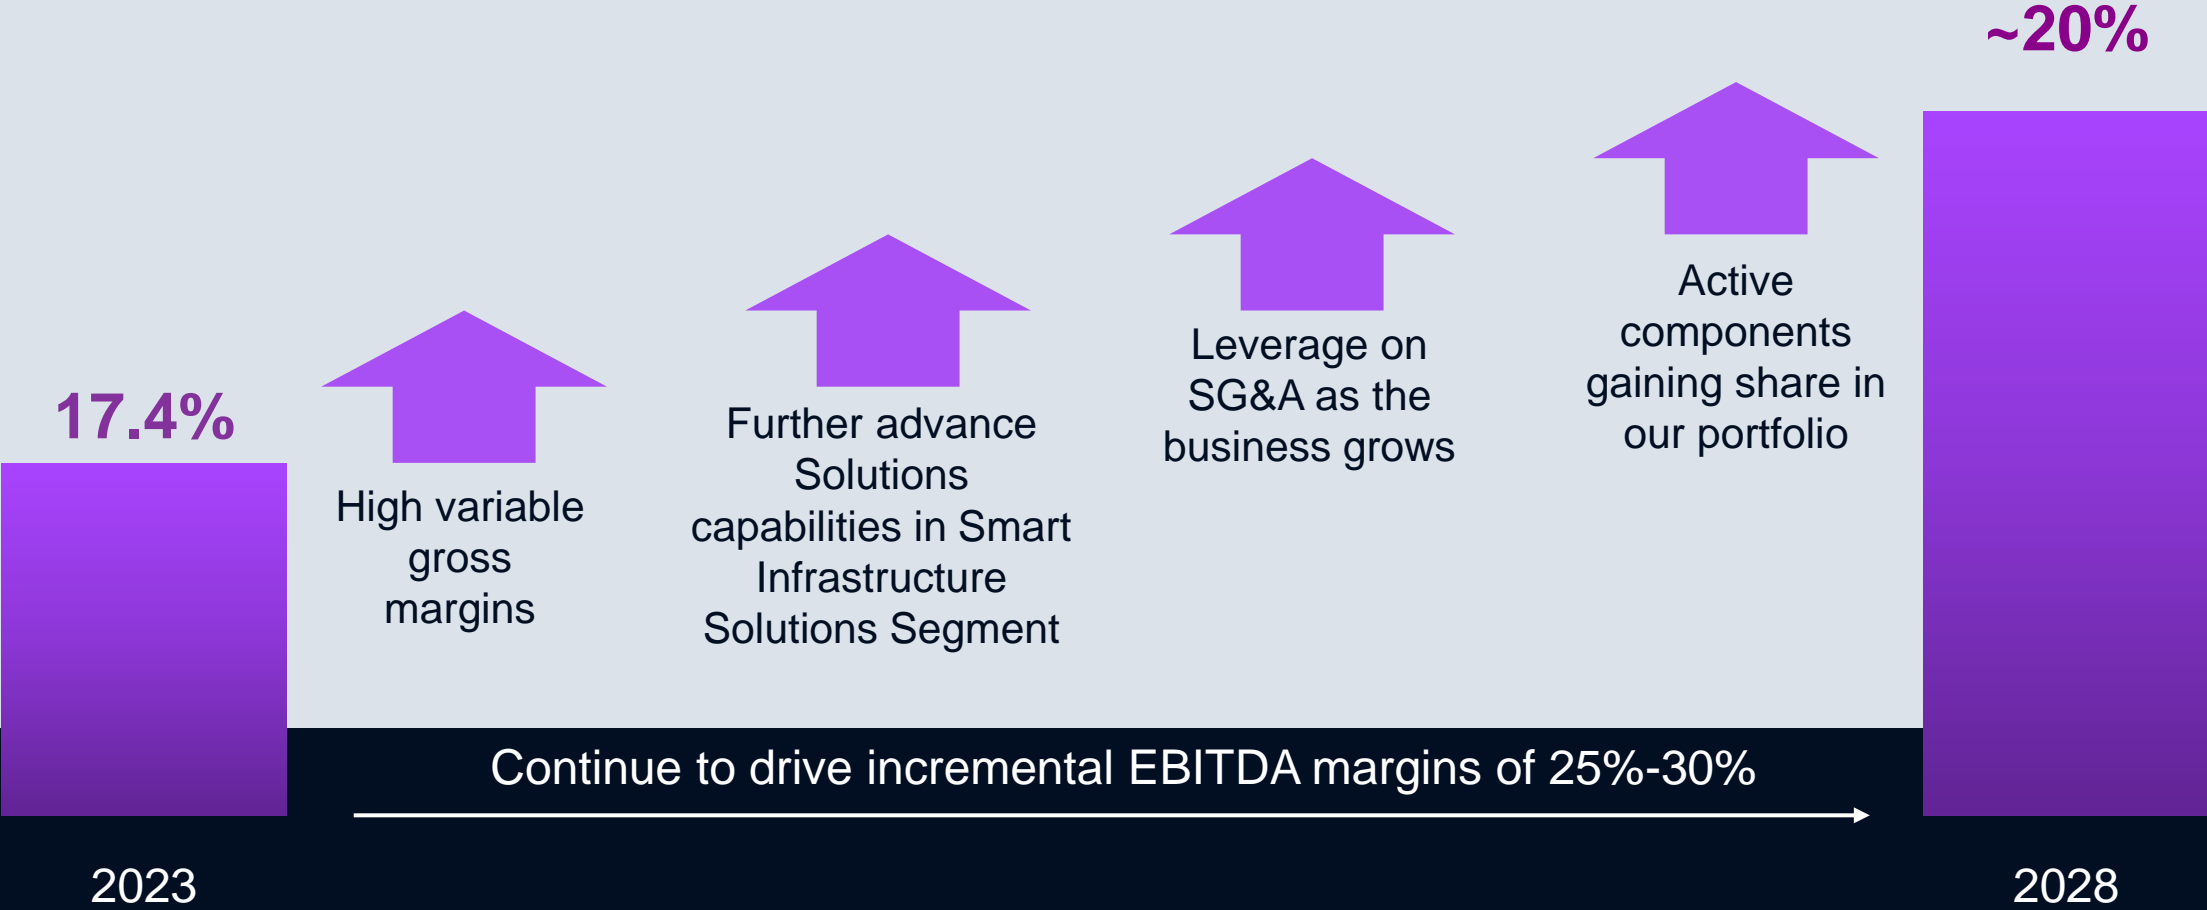 17.4%
High variable
gross
margins
Further advance
Solutions
capabilities in Smart
Infrastructure
Solutions Segment
Leverage on
SG&A as the
business grows
Active
components
gaining share in
our portfolio
~20%
Continue to drive incremental EBITDA margins of 25%-30%
2023
2028